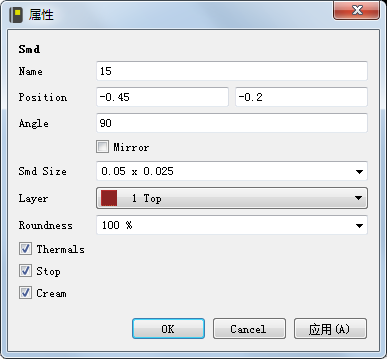 属性
Smd
Name 15
Position -0.45 -0.2
Angle 90
Mirror
Smd Size 0.05 x 0.025
Layer 1 Top
Roundness 100 %
Thermals
Stop
Cream
OK Cancel 应用(A)